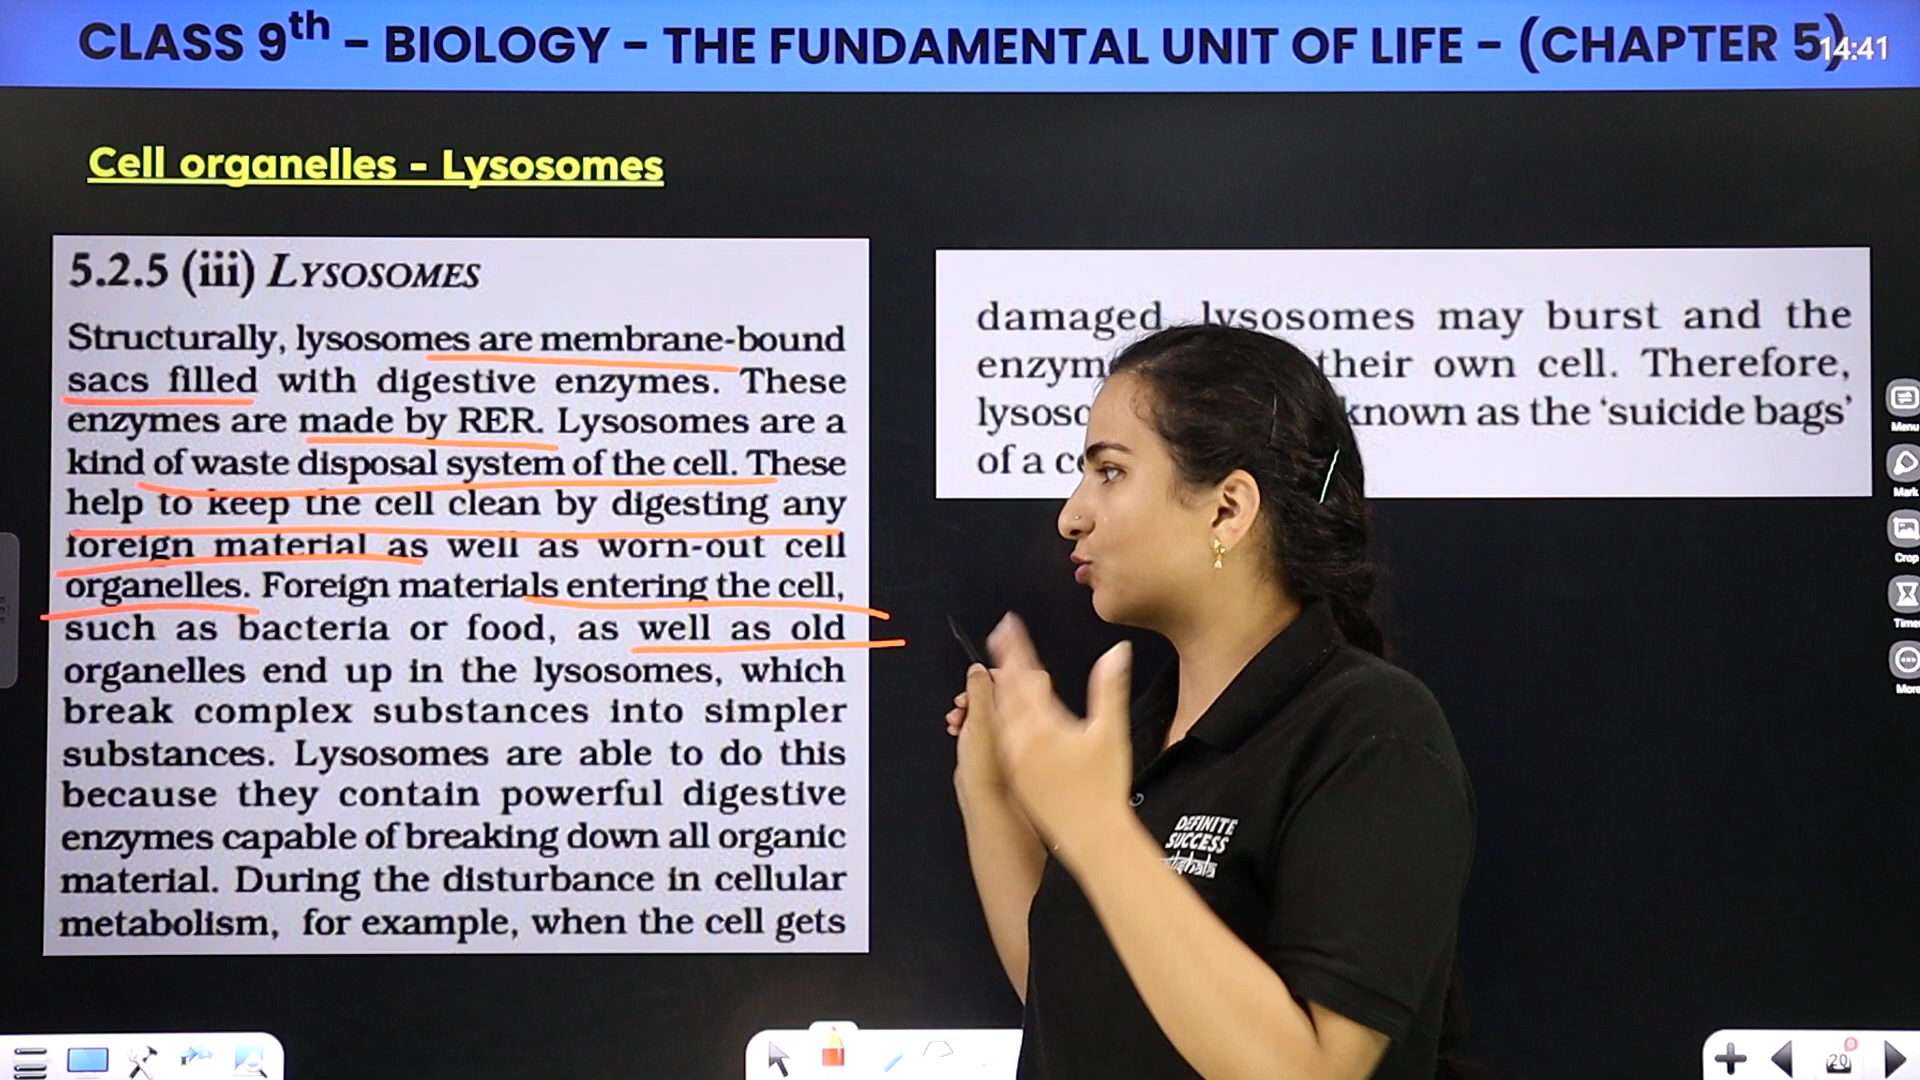 CLASS 9th - BIOLOGY - THE FUNDAMENTAL UNIT OF LIFE - (CHAPTER 5)
14:41
Cell organelles - Lysosomes
5.2.5 (iii) LYSOSOMES
Structurally, lysosomes are membrane-bound
sacs filled with digestive enzymes. These
enzymes are made by RER. Lysosomes are a
kind of waste disposal system of the cell. These
help to keep the cell clean by digesting any
foreign material as well as worn-out cell
organelles. Foreign materials entering the cell,
such as bacteria or food, as well as old
organelles end up in the lysosomes, which
break complex substances into simpler
substances. Lysosomes are able to do this
because they contain powerful digestive
enzymes capable of breaking down all organic
material. During the disturbance in cellular
metabolism, for example, when the cell gets
damaged, lysosomes may burst and the
their own cell. Therefore,
known as the ‘suicide bags’
of a
Menu
Mark
Crop
Time
More
DEFINITE
SUCCESS
20
0